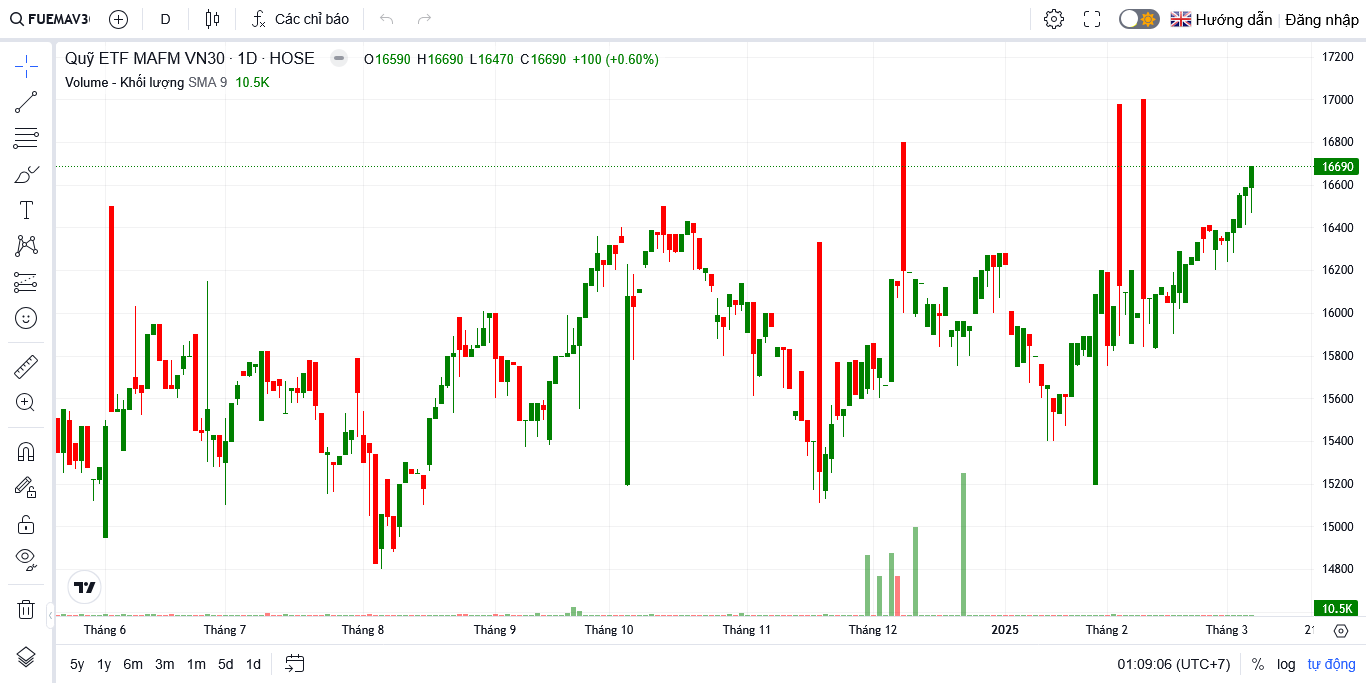 FUEMAV3 D Các chỉ báo Hướng dẫn Đăng nhập
Quỹ ETF MAFM VN30 · 1D · HOSE O16590 H16690 L16470 C16690 +100 (+0.60%)
Volume - Khối lượng SMA 9 10.5K
17200
17000
16800
16690
16600
16400
16200
16000
15800
15600
15400
15200
15000
14800
10.5K
Tháng 6 Tháng 7 Tháng 8 Tháng 9 Tháng 10 Tháng 11 Tháng 12 2025 Tháng 2 Tháng 3
5y 1y 6m 3m 1m 5d 1d 01:09:06 (UTC+7) % log tự động